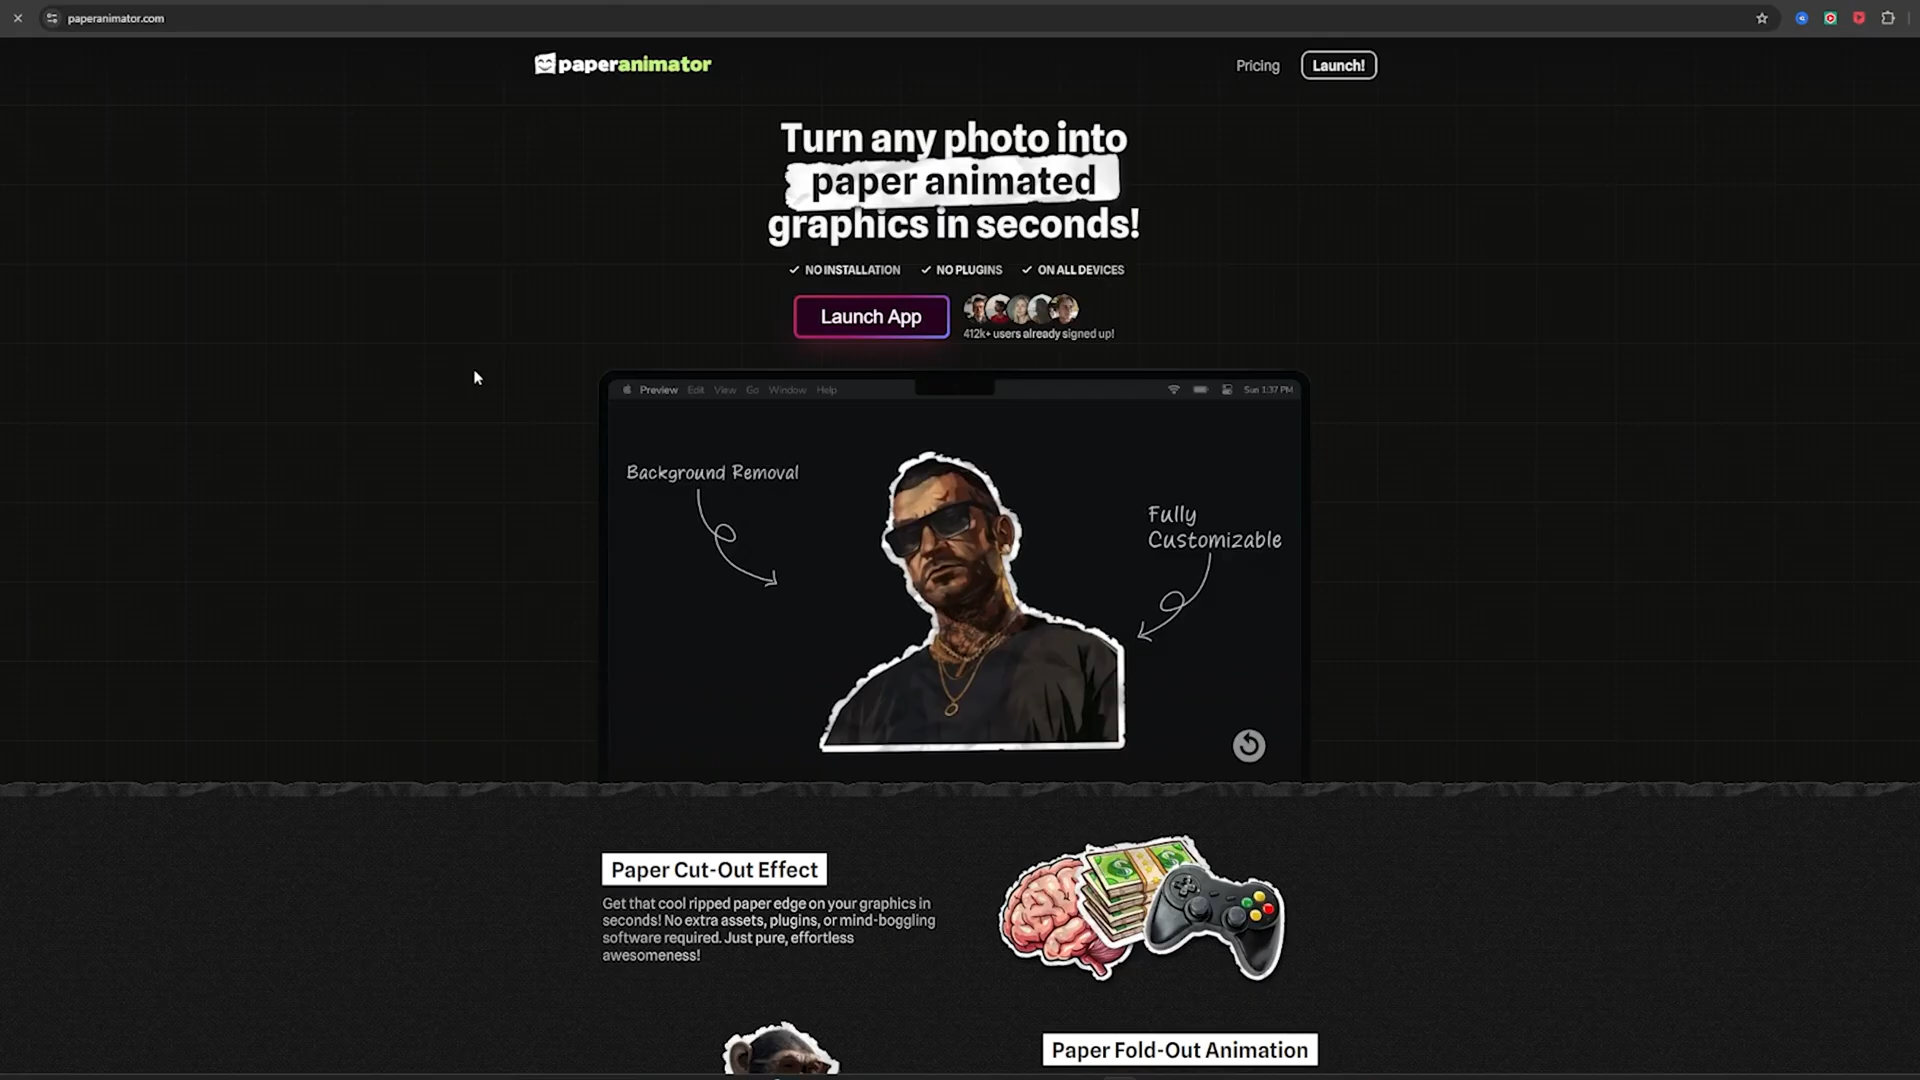 paperanimator.com
paperanimator
Pricing
Launch!
Turn any photo into
paper animated
graphics in seconds!
NO INSTALLATION
NO PLUGINS
ON ALL DEVICES
Launch App
412k+ users already signed up!
Preview Edit View Go Window Help
Sun 1:37 PM
Background Removal
Fully
Customizable
Paper Cut-Out Effect
Get that cool ripped paper edge on your graphics in
seconds! No extra assets, plugins, or mind-boggling
software required. Just pure, effortless
awesomeness!
Paper Fold-Out Animation